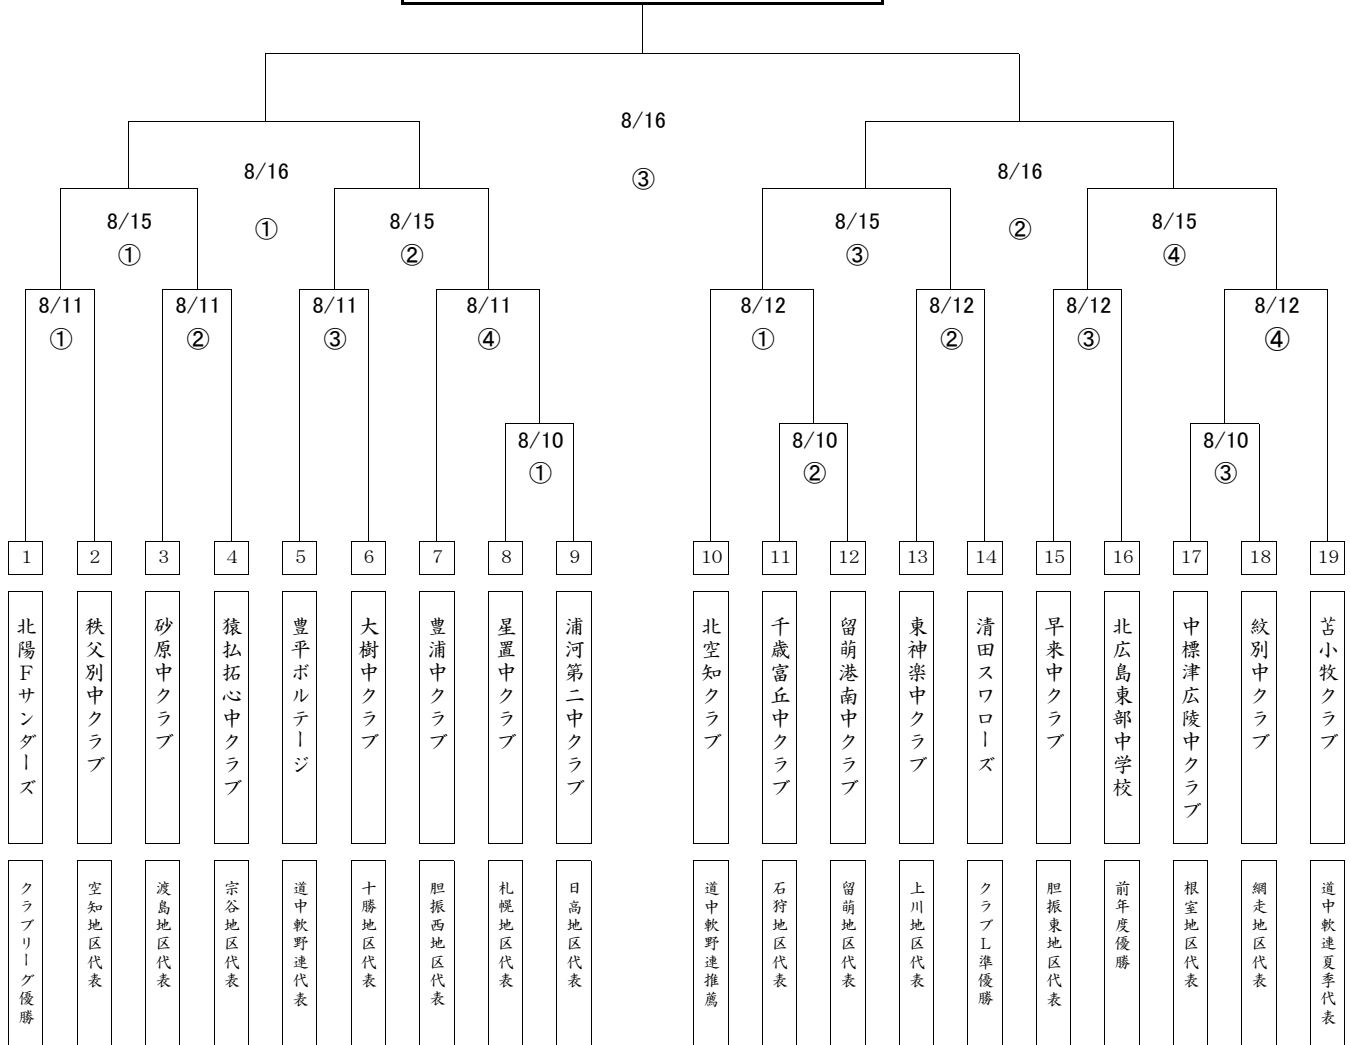 8/16
③
8/16
①
8/16
②
8/15
①
8/15
②
8/15
③
8/15
④
8/11
①
8/11
②
8/11
③
8/11
④
8/12
①
8/12
②
8/12
③
8/12
④
8/10
①
8/10
②
8/10
③
1
2
3
4
5
6
7
8
9
10
11
12
13
14
15
16
17
18
19
北陽Fサンダーズ
秩父別中クラブ
砂原中クラブ
猿払拓心中クラブ
豊平ボルテージ
大樹中クラブ
豊浦中クラブ
星置中クラブ
浦河第二中クラブ
北空知クラブ
千歳富丘中クラブ
留萌港南中クラブ
東神楽中クラブ
清田スワローズ
早来中クラブ
北広島東部中学校
中標津広陵中クラブ
紋別中クラブ
苫小牧クラブ
クラブリーグ優勝
空知地区代表
渡島地区代表
宗谷地区代表
道中軟野連代表
十勝地区代表
胆振西地区代表
札幌地区代表
日高地区代表
道中軟野連推薦
石狩地区代表
留萌地区代表
上川地区代表
クラブL準優勝
胆振東地区代表
前年度優勝
根室地区代表
網走地区代表
道中軟連夏季代表